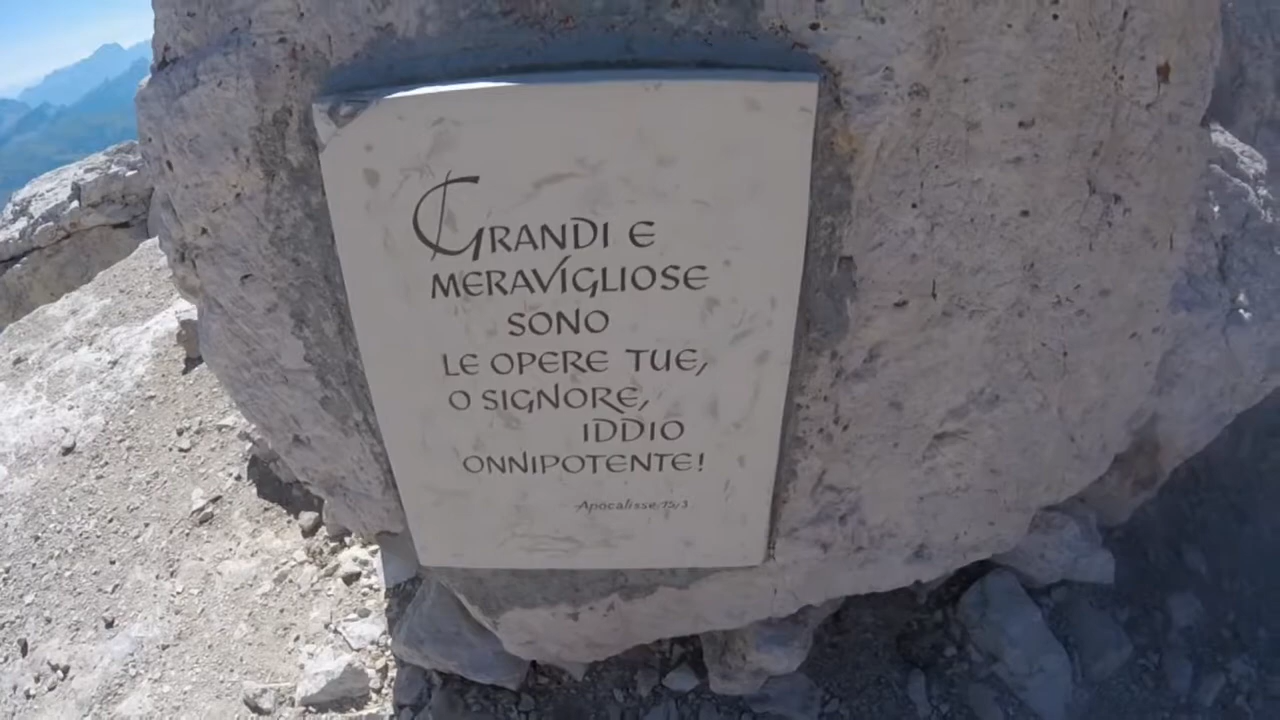 GRANDI E
MERAVIGLIOSE
SONO
LE OPERE TUE,
O SIGNORE,
IDDIO
ONNIPOTENTE!
Apocalisse 15/3